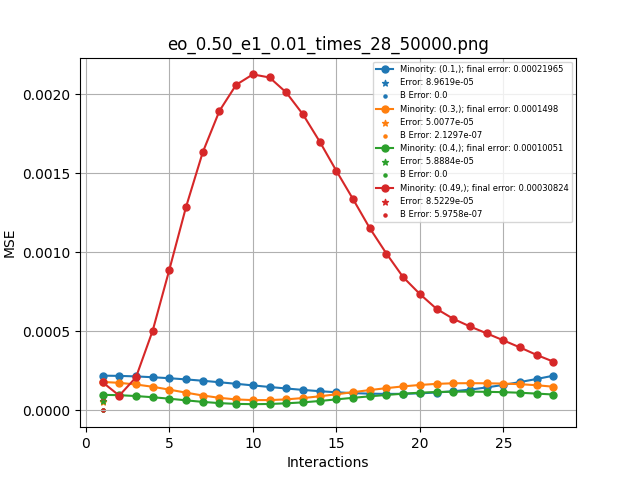 eo_0.50_e1_0.01_times_28_50000.png
MSE
0.0020
0.0015
0.0010
0.0005
0.0000
Minority: (0.1,); final error: 0.00021965
Error: 8.9619e-05
B Error: 0.0
Minority: (0.3,); final error: 0.0001498
Error: 5.0077e-05
B Error: 2.1297e-07
Minority: (0.4,); final error: 0.00010051
Error: 5.8884e-05
B Error: 0.0
Minority: (0.49,); final error: 0.00030824
Error: 8.5229e-05
B Error: 5.9758e-07
0 5 10 15 20 25
Interactions